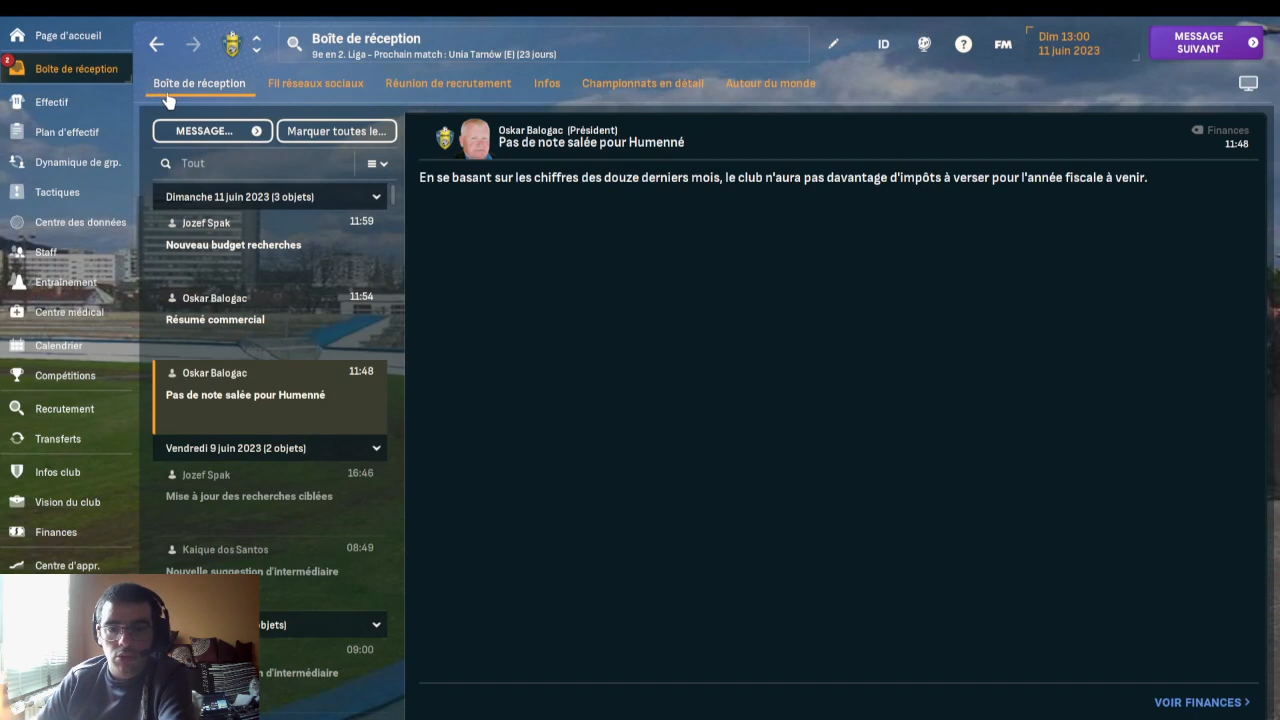 Page d'accueil
2
Boîte de réception
Effectif
Plan d'effectif
Dynamique de grp.
Tactiques
Centre des données
Staff
Entraînement
Centre médical
Calendrier
Compétitions
Recrutement
Transferts
Infos club
Vision du club
Finances
Centre d'appr.
Boîte de réception
9e en 2. Liga - Prochain match : Unia Tarnów (E) (23 jours)
ID
?
FM
Dim 13:00
11 juin 2023
MESSAGE
SUIVANT
Boîte de réception
Fil réseaux sociaux
Réunion de recrutement
Infos
Championnats en détail
Autour du monde
MESSAGE...
Marquer toutes le...
Tout
Dimanche 11 juin 2023 (3 objets)
Jozef Spak 11:59
Nouveau budget recherches
Oskar Balogac 11:54
Résumé commercial
Oskar Balogac 11:48
Pas de note salée pour Humenné
Vendredi 9 juin 2023 (2 objets)
Jozef Spak 16:46
Mise à jour des recherches ciblées
Kaique dos Santos 08:49
Nouvelle suggestion d'intermédiaire
objets)
09:00
n d'intermédiaire
Oskar Balogac (Président)
Pas de note salée pour Humenné
Finances
11:48
En se basant sur les chiffres des douze derniers mois, le club n'aura pas davantage d'impôts à verser pour l'année fiscale à venir.
VOIR FINANCES >